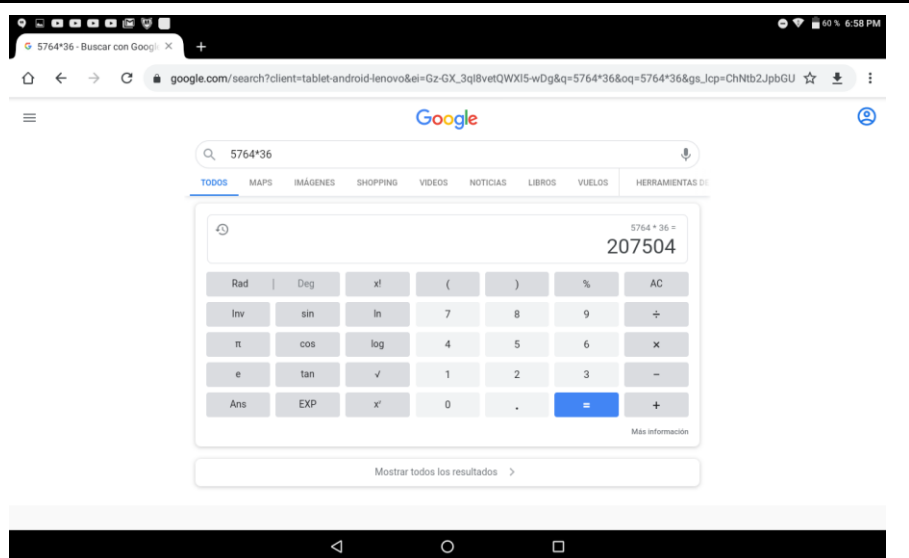 60 % 6:58 PM
5764*36 - Buscar con Googl
google.com/search?client=tablet-android-lenovo&ei=Gz-GX_3qI8vetQWXl5-wDg&q=5764*36&oq=5764*36&gs_lcp=ChNtb2JpbGU
Google
5764*36
TODOS MAPS IMÁGENES SHOPPING VIDEOS NOTICIAS LIBROS VUELOS HERRAMIENTAS DE
5764 * 36 =
207504
Rad | Deg x! ( ) % AC
Inv sin ln 7 8 9 ÷
π cos log 4 5 6 ×
e tan √ 1 2 3 −
Ans EXP xʸ 0 . = +
Más información
Mostrar todos los resultados